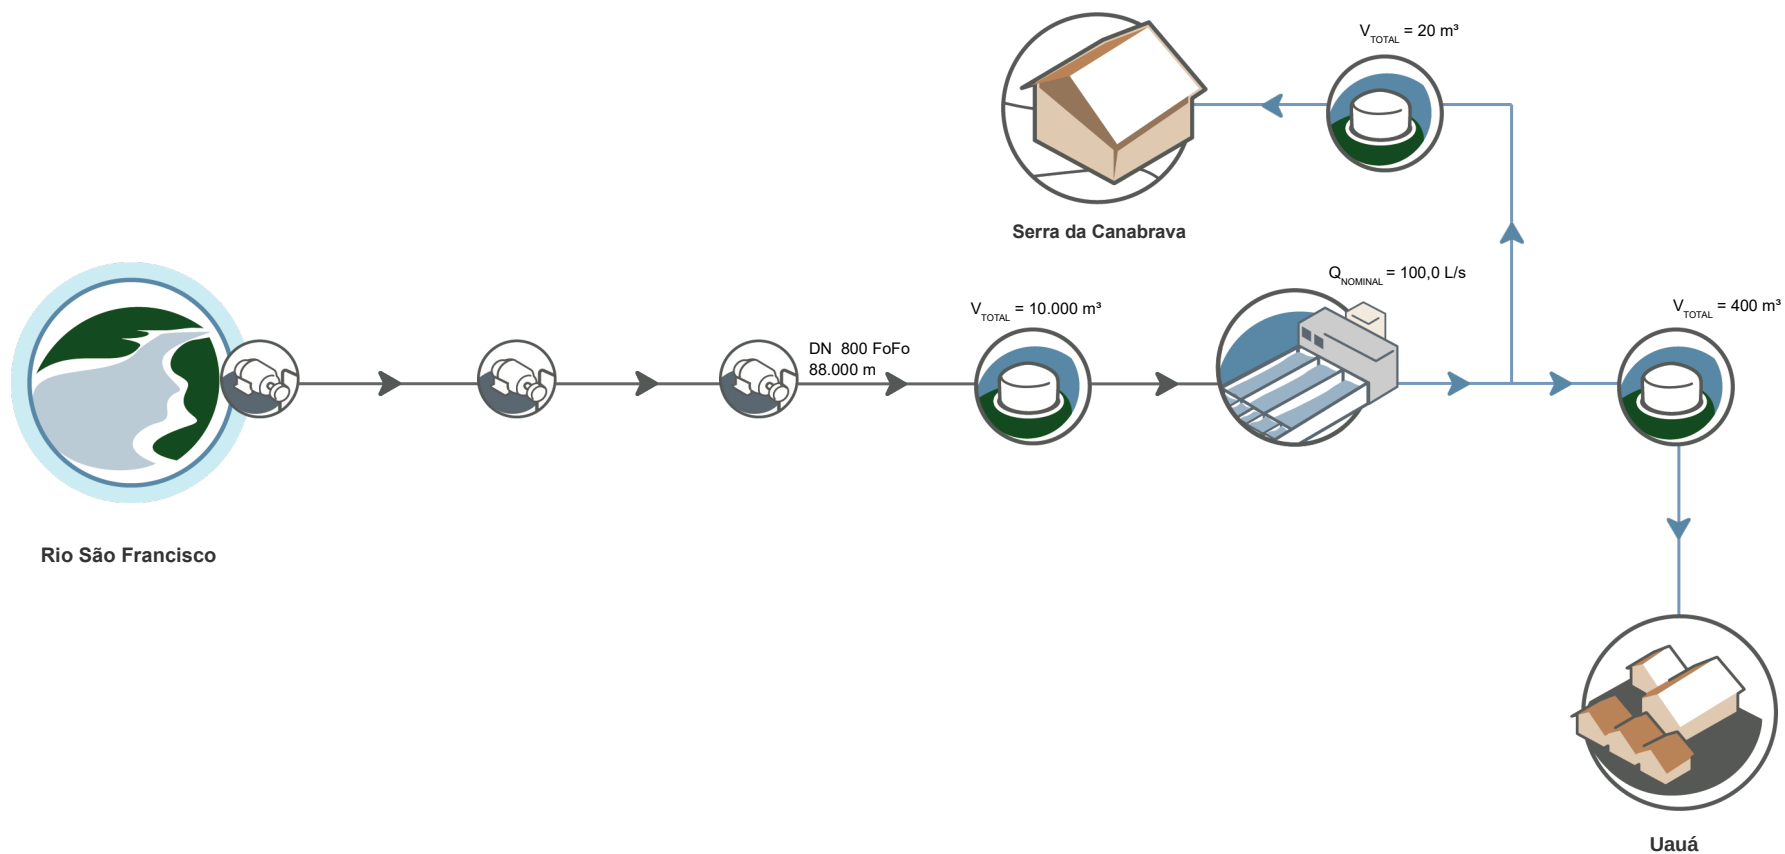 V_TOTAL = 20 m³
Serra da Canabrava
Q_NOMINAL = 100,0 L/s
V_TOTAL = 10.000 m³
V_TOTAL = 400 m³
DN 800 FoFo
88.000 m
Rio São Francisco
Uauá